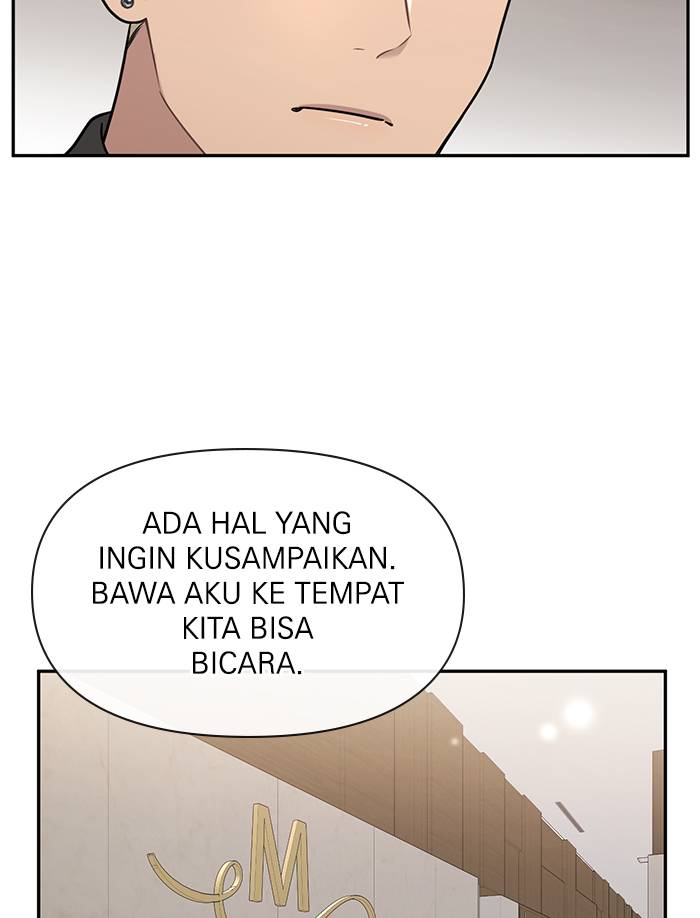 ADA HAL YANG
INGIN KUSAMPAIKAN.
BAWA AKU KE TEMPAT
KITA BISA
BICARA.
M